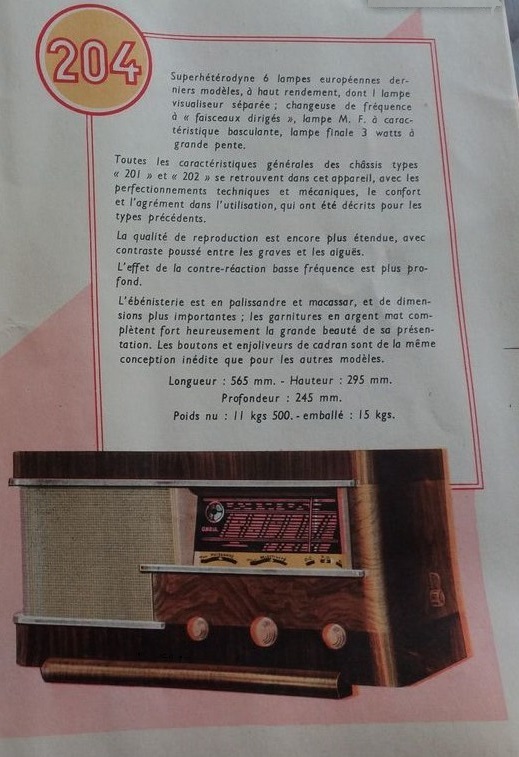 204
Superhétérodyne 6 lampes européennes der-
niers modèles, à haut rendement, dont 1 lampe
visualiseur séparée ; changeuse de fréquence
à « faisceaux dirigés », lampe M. F. à carac-
téristique basculante, lampe finale 3 watts à
grande pente.
Toutes les caractéristiques générales des châssis types
« 201 » et « 202 » se retrouvent dans cet appareil, avec les
perfectionnements techniques et mécaniques, le confort
et l'agrément dans l'utilisation, qui ont été décrits pour les
types précédents.
La qualité de reproduction est encore plus étendue, avec
contraste poussé entre les graves et les aiguës.
L'effet de la contre-réaction basse fréquence est plus pro-
fond.
L'ébénisterie est en palissandre et macassar, et de dimen-
sions plus importantes ; les garnitures en argent mat com-
plètent fort heureusement la grande beauté de sa présen-
tation. Les boutons et enjoliveurs de cadran sont de la même
conception inédite que pour les autres modèles.
Longueur : 565 mm. - Hauteur : 295 mm.
Profondeur : 245 mm.
Poids nu : 11 kgs 500. - emballé : 15 kgs.